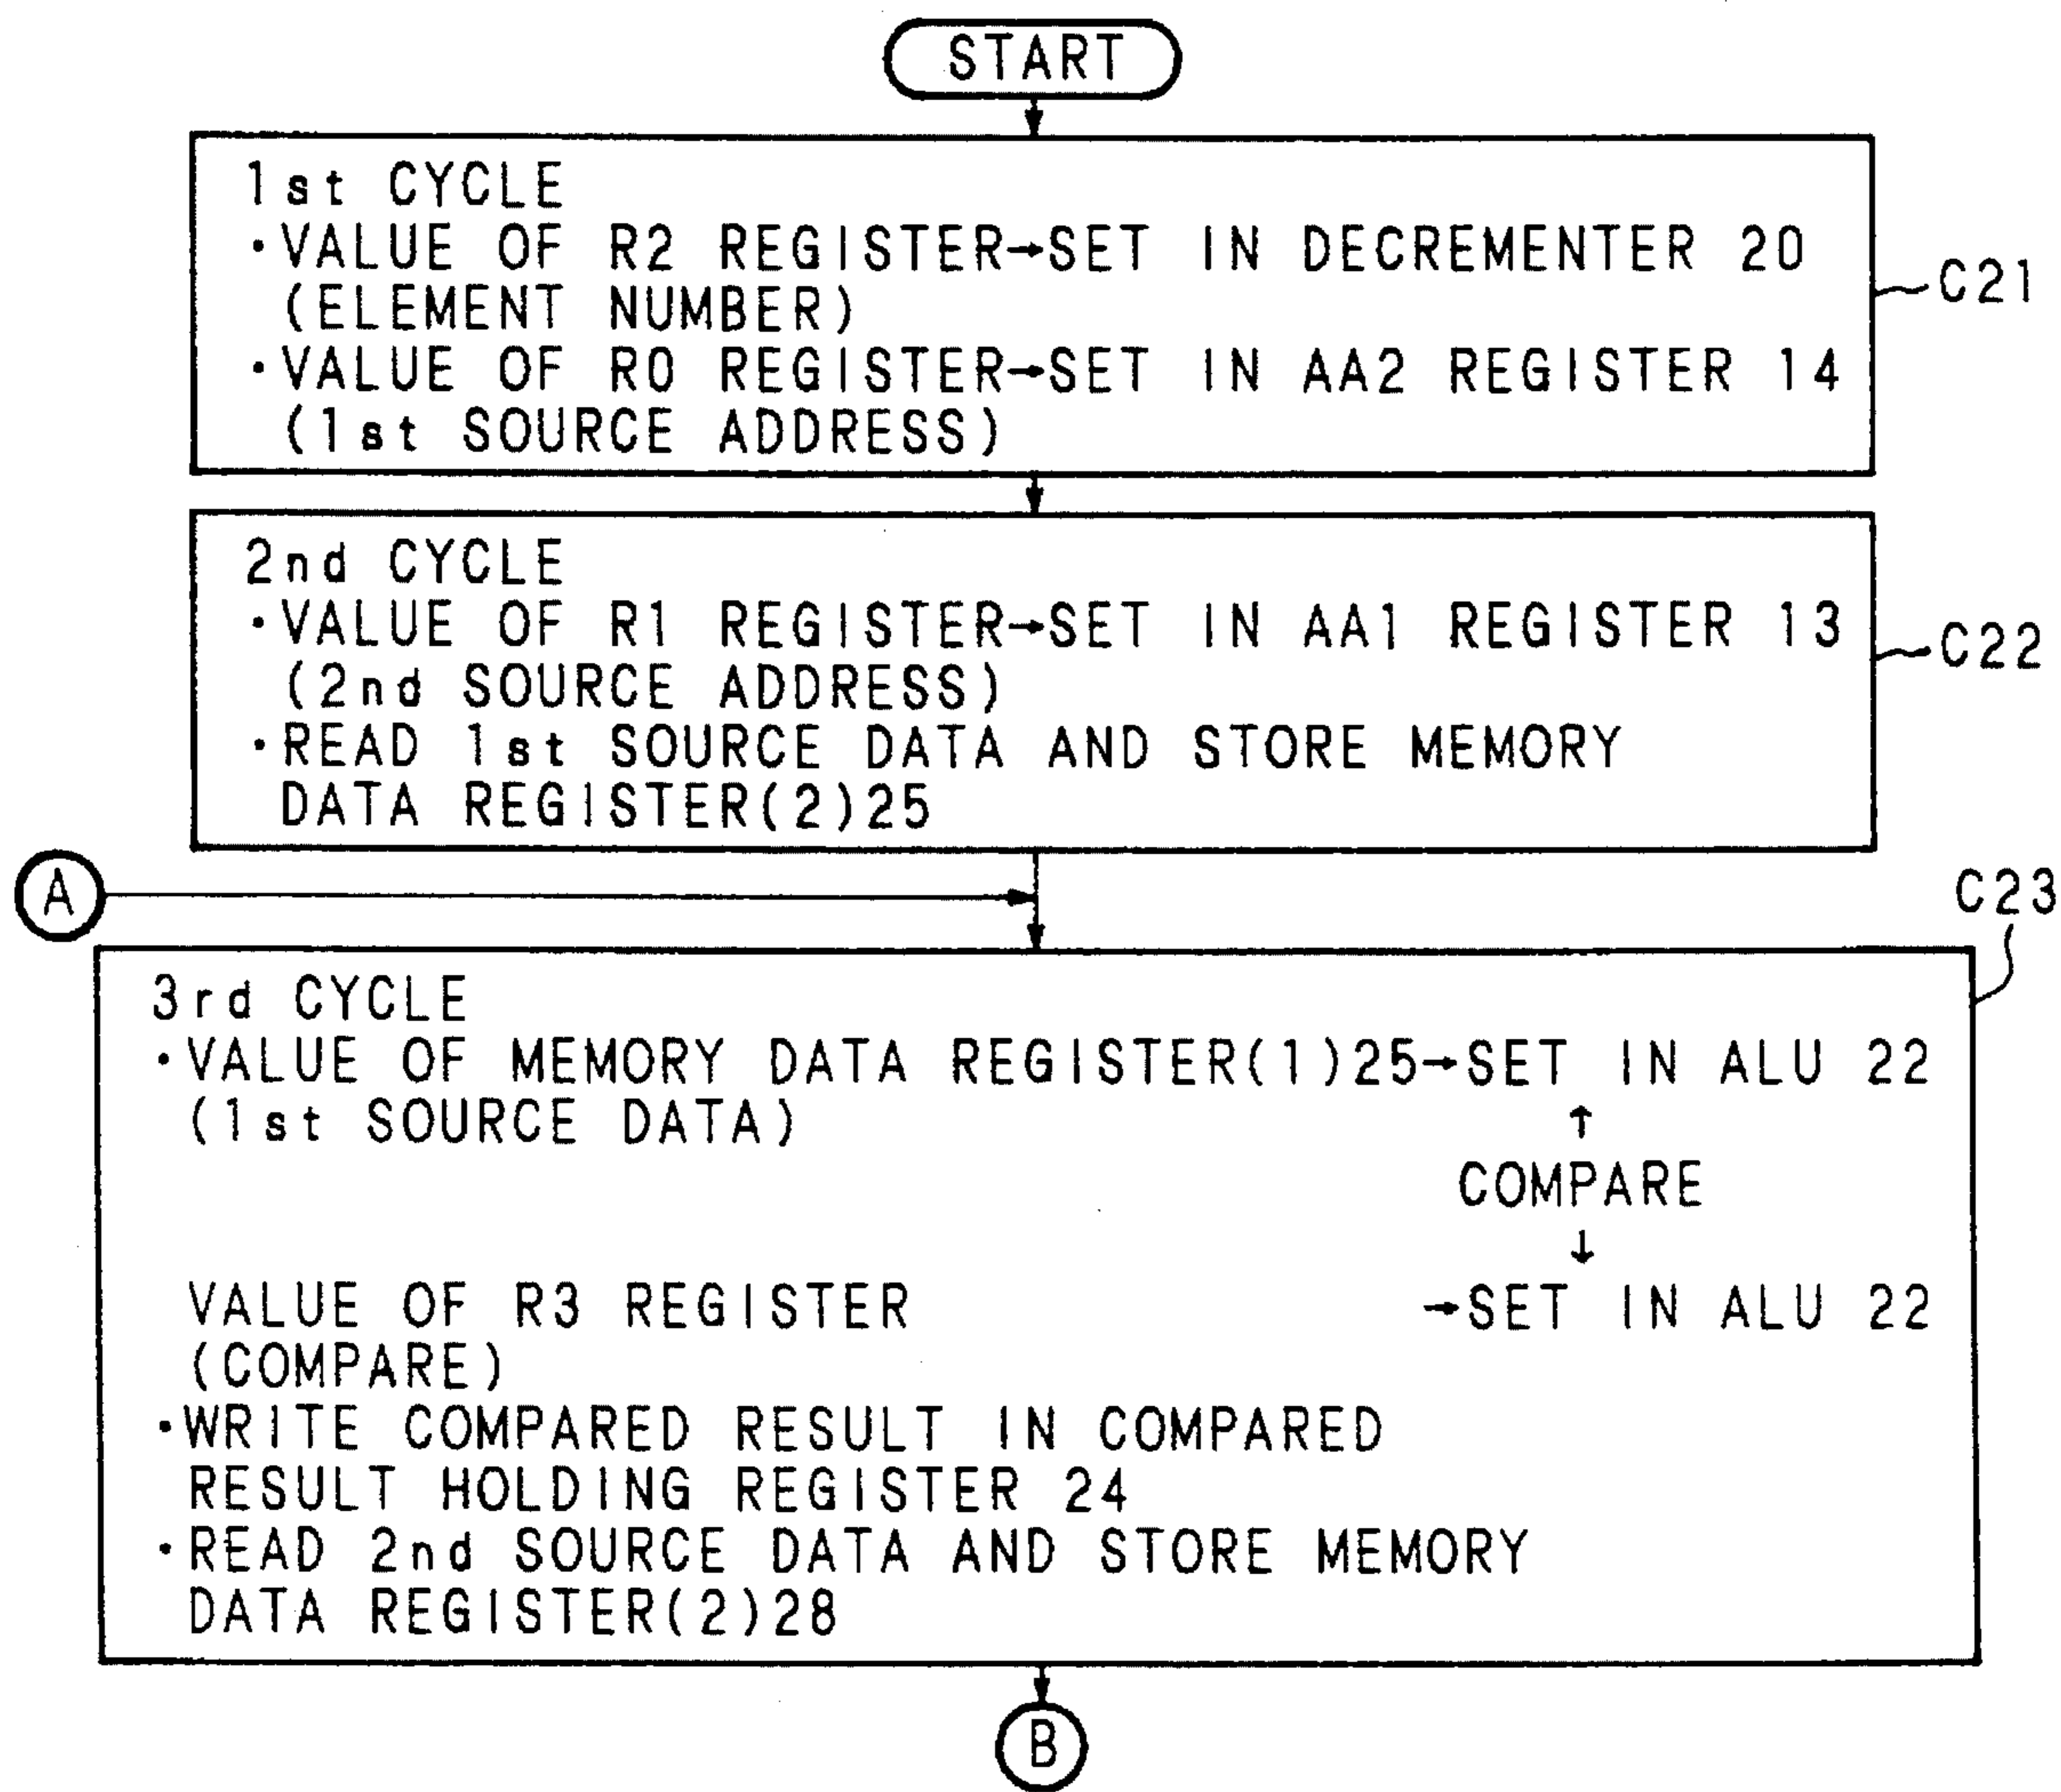 START
1st CYCLE
·VALUE OF R2 REGISTER→SET IN DECREMENTER 20
(ELEMENT NUMBER)
·VALUE OF R0 REGISTER→SET IN AA2 REGISTER 14
(1st SOURCE ADDRESS)
C21
2nd CYCLE
·VALUE OF R1 REGISTER→SET IN AA1 REGISTER 13
(2nd SOURCE ADDRESS)
·READ 1st SOURCE DATA AND STORE MEMORY
DATA REGISTER(2)25
C22
A
C23
3rd CYCLE
·VALUE OF MEMORY DATA REGISTER(1)25→SET IN ALU 22
(1st SOURCE DATA)
↑
COMPARE
↓
VALUE OF R3 REGISTER →SET IN ALU 22
(COMPARE)
·WRITE COMPARED RESULT IN COMPARED
RESULT HOLDING REGISTER 24
·READ 2nd SOURCE DATA AND STORE MEMORY
DATA REGISTER(2)28
B